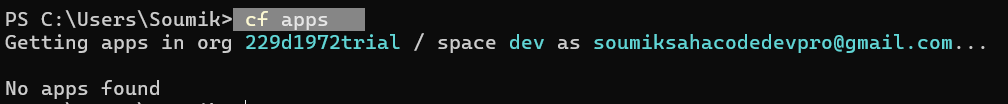 PS C:\Users\Soumik> cf apps
Getting apps in org 229d1972trial / space dev as soumiksahacodedevpro@gmail.com...
No apps found